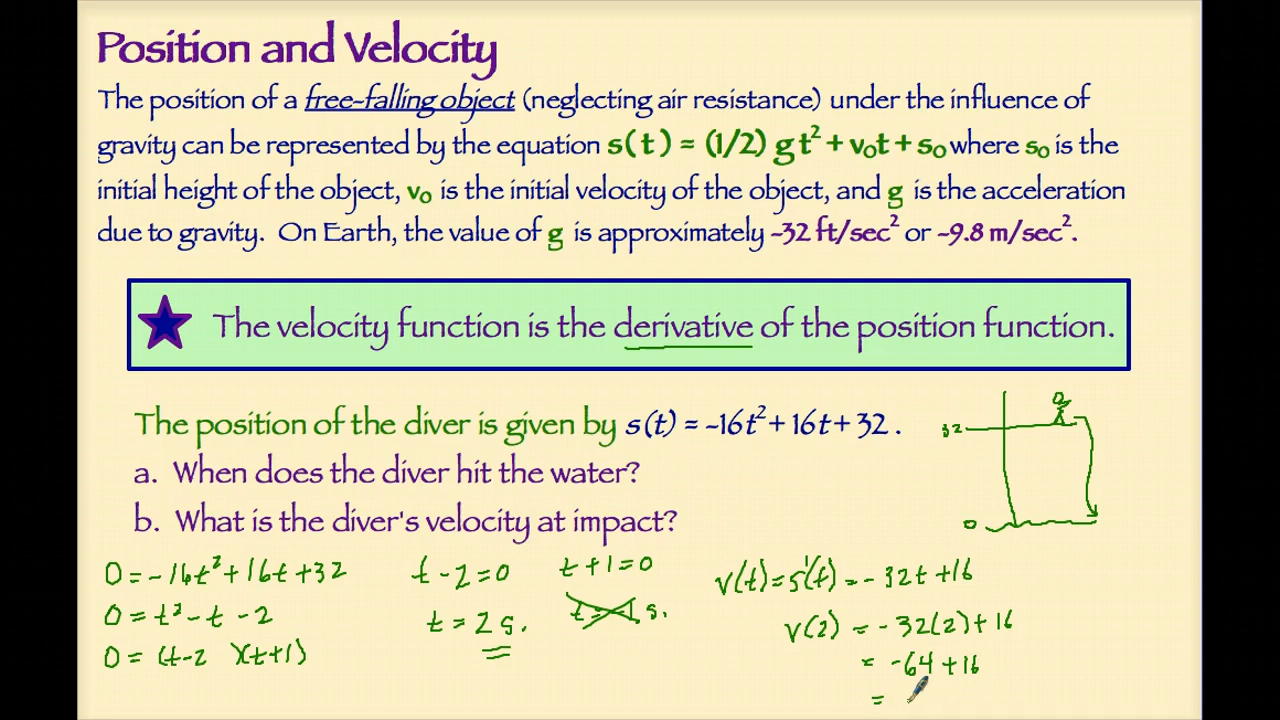 Position and Velocity
The position of a free-falling object (neglecting air resistance) under the influence of
gravity can be represented by the equation s(t) = (1/2) gt² + v₀t + s₀ where s₀ is the
initial height of the object, v₀ is the initial velocity of the object, and g is the acceleration
due to gravity. On Earth, the value of g is approximately -32 ft/sec² or -9.8 m/sec².
The velocity function is the derivative of the position function.
The position of the diver is given by s(t) = -16t² + 16t + 32.
a. When does the diver hit the water?
b. What is the diver's velocity at impact?
32
0
0 = -16t² + 16t + 32
0 = t² - t - 2
0 = (t-2)(t+1)
t - 2 = 0
t = 2 s.
t + 1 = 0
t = -1 s.
v(t) = s'(t) = -32t + 16
v(2) = -32(2) + 16
= -64 + 16
=